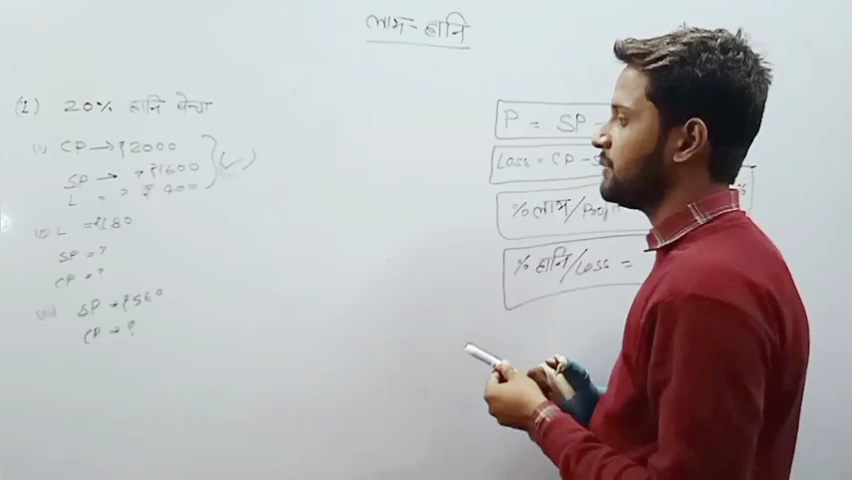 लाभ - हानि
(1) 20% हानि बेचा
(i) CP → ₹2000
SP → ? ₹1600
L = ? ₹ 400
(ii) L = ₹180
SP = ?
CP = ?
(iii) SP → ₹560
CP → ?
P = SP -
Loss = CP - S
% लाभ / Profi
%
% हानि / Loss =